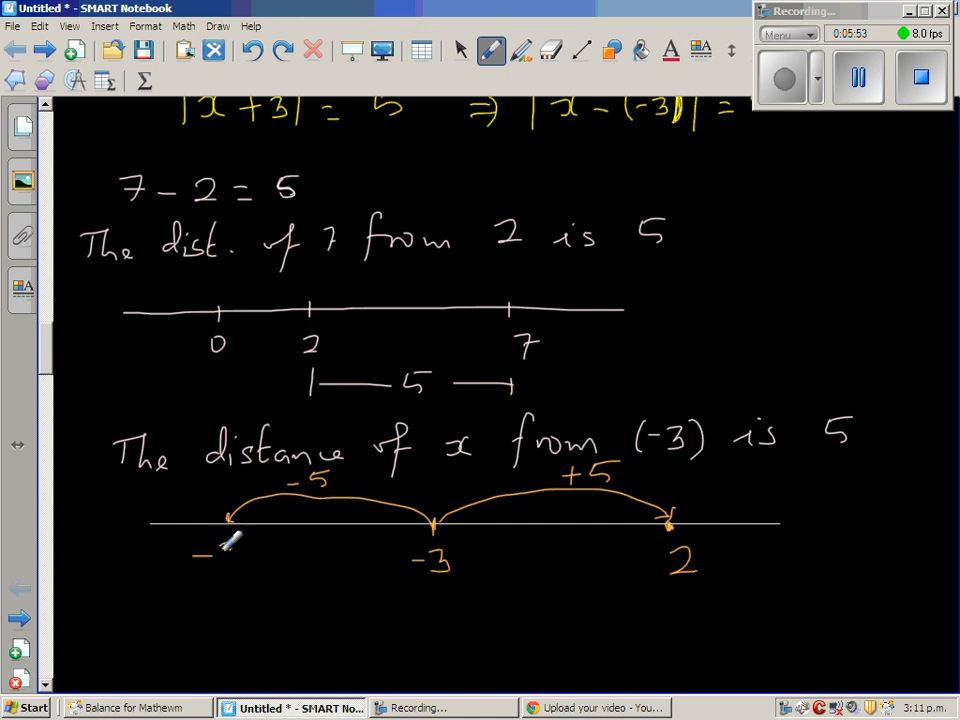 Untitled * - SMART Notebook
Recording...
File Edit View Insert Format Math Draw Help
Menu
0:05:53
8.0 fps
|x + 3| = 5 ⇒ |x - (-3)| =
7 - 2 = 5
The dist. of 7 from 2 is 5
0 2 7
5
The distance of x from (-3) is 5
-5 +5
-3 2
Start
Balance for Mathewm
Untitled * - SMART No...
Recording...
Upload your video - You...
3:11 p.m.